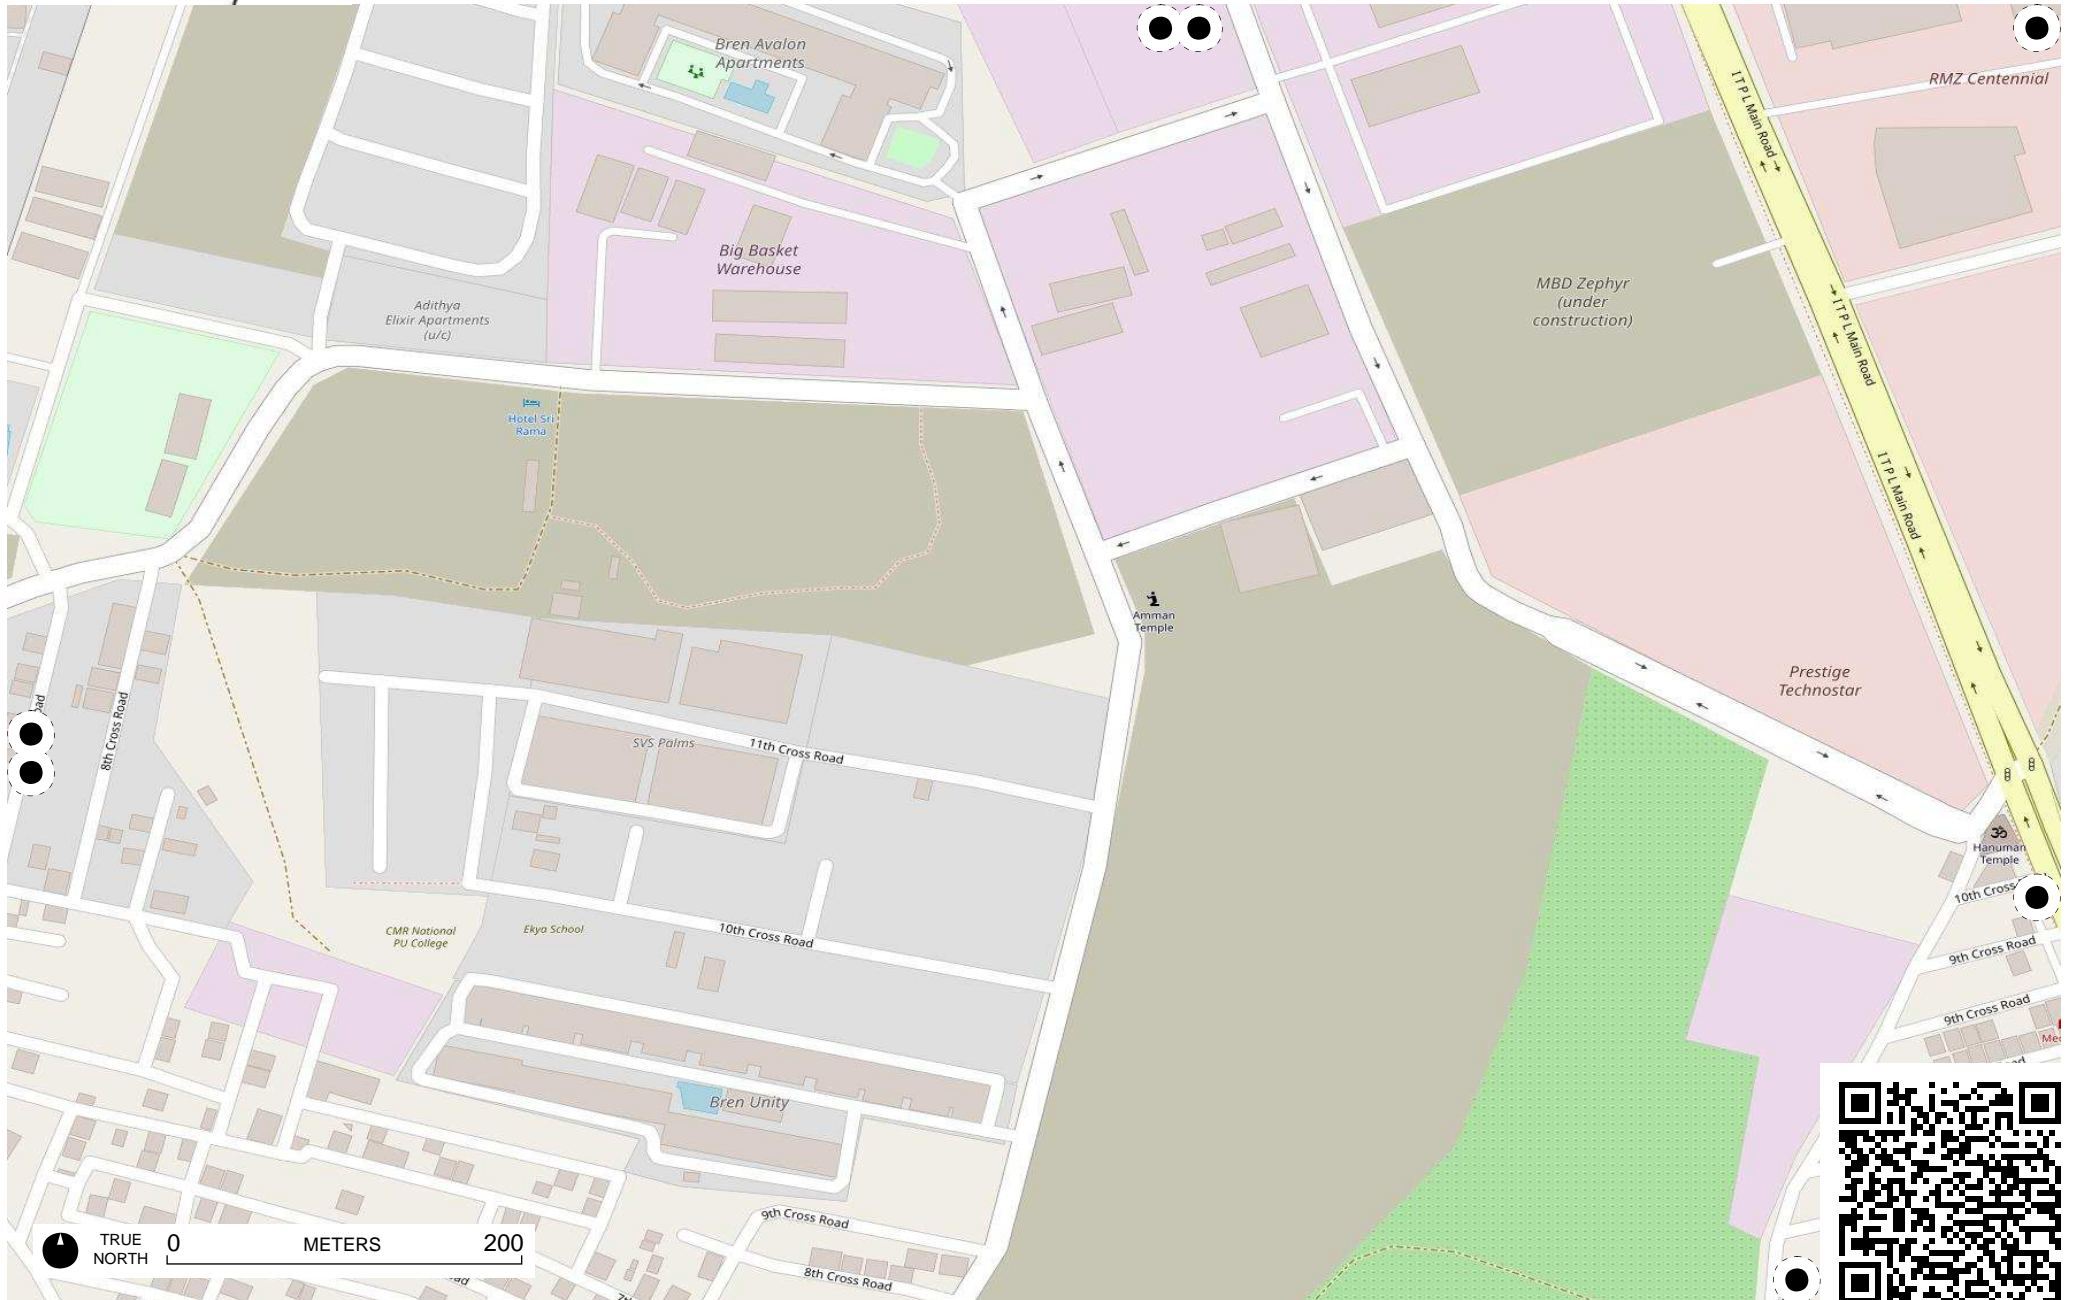 Bren Avalon
Apartments
RMZ Centennial
I T P L Main Road
Big Basket
Warehouse
MBD Zephyr
(under
construction)
Adithya
Elixir Apartments
(u/c)
I T P L Main Road
Hotel Sri
Rama
I T P L Main Road
Amman
Temple
Prestige
Technostar
8th Cross Road
SVS Palms
11th Cross Road
Hanuman
Temple
10th Cross
CMR National
PU College
Ekya School
10th Cross Road
9th Cross Road
9th Cross Road
Bren Unity
9th Cross Road
8th Cross Road
TRUE
NORTH
0 METERS 200